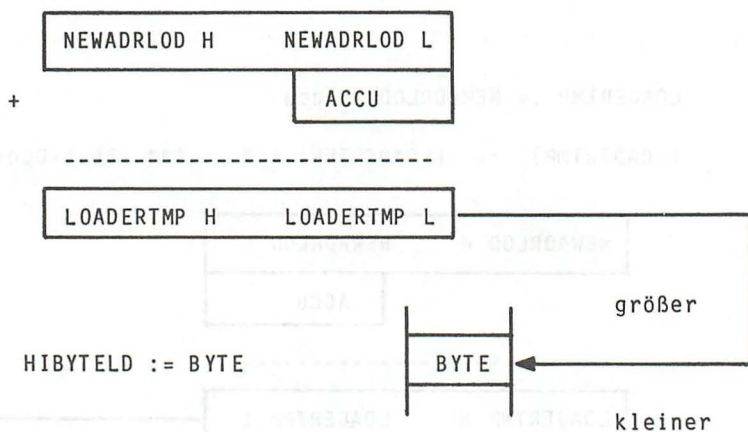 NEWADRLOD H NEWADRLOD L
+ ACCU
--------------------
LOADERTMP H LOADERTMP L
größer
HIBYTELD := BYTE BYTE
kleiner